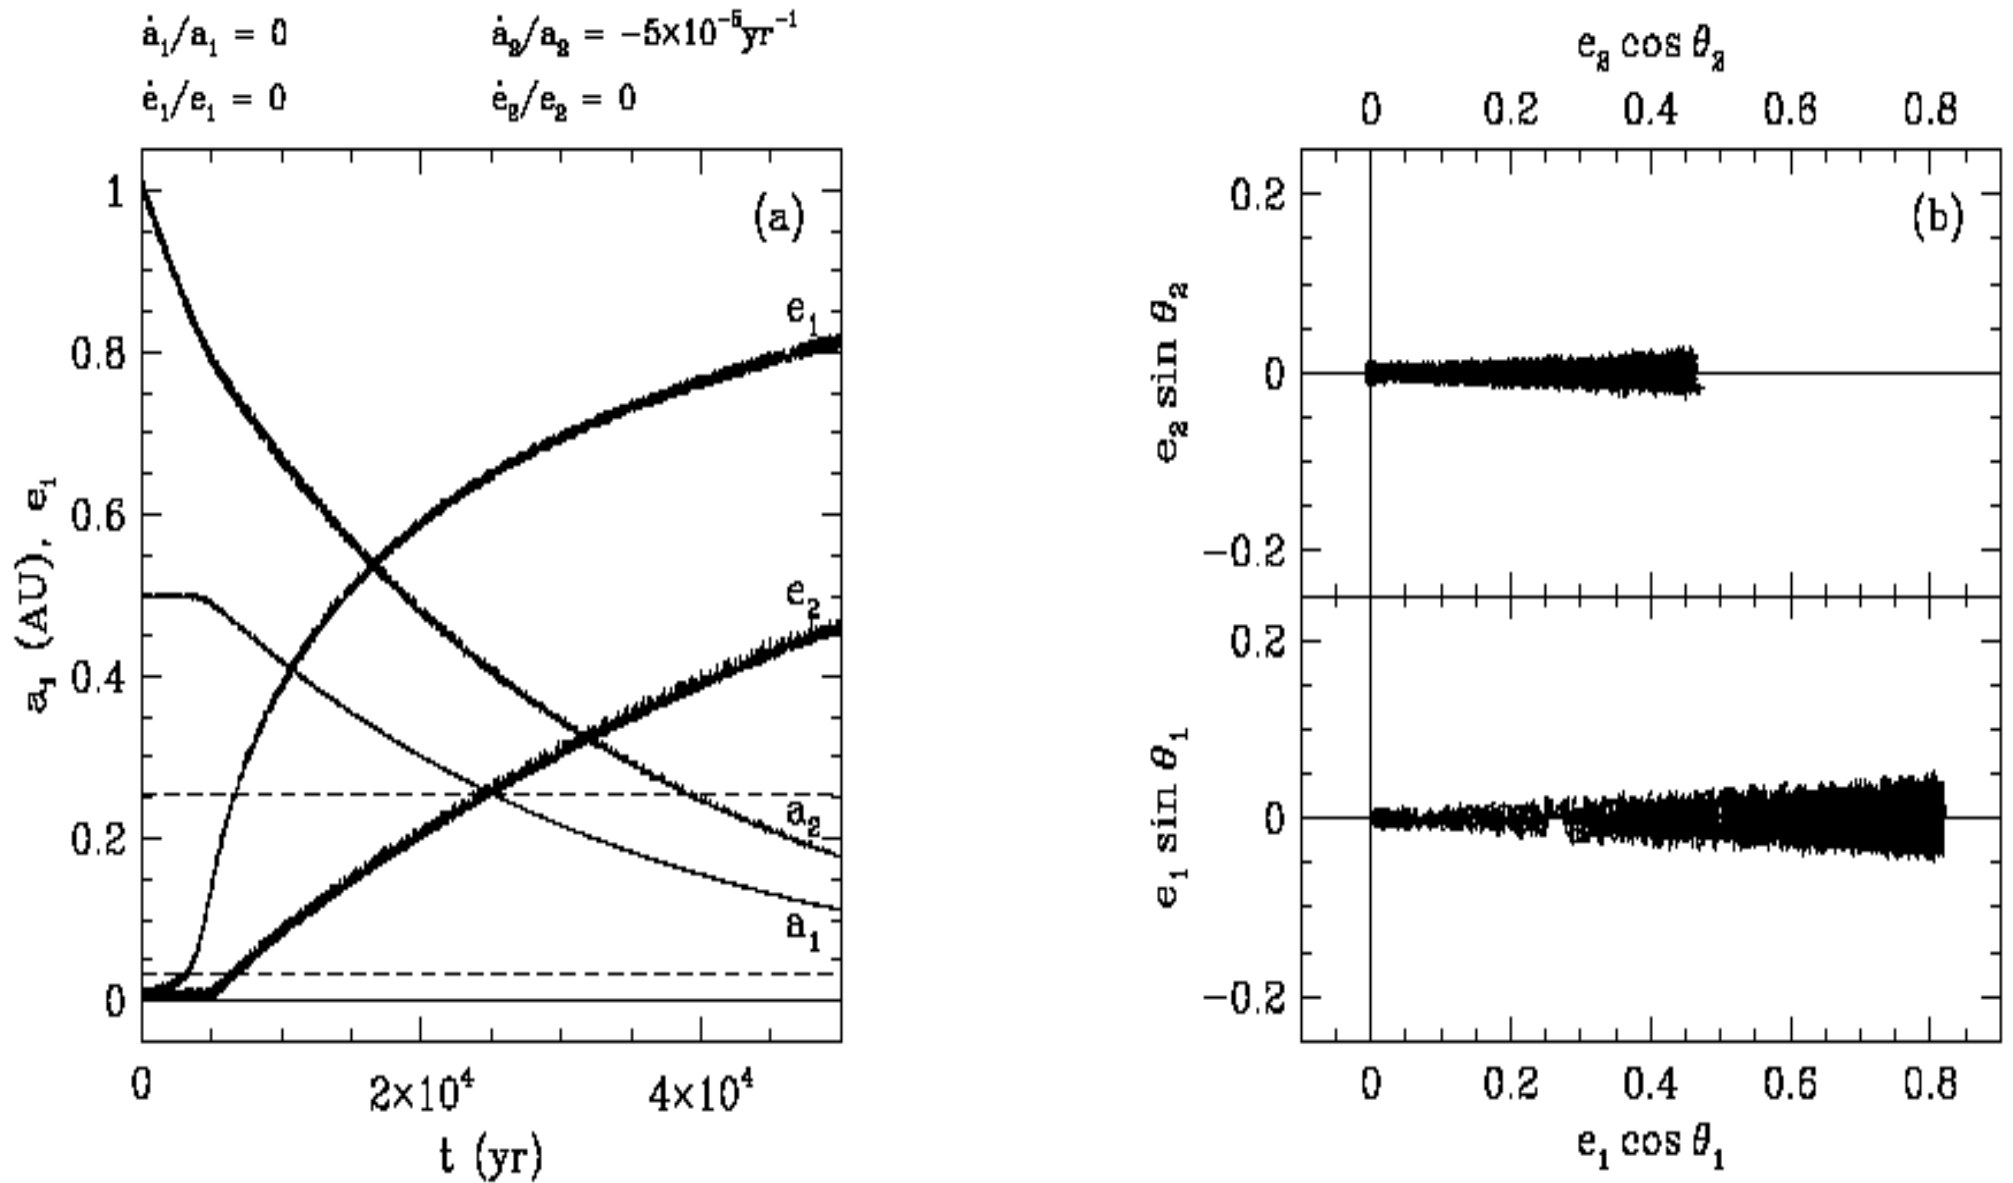 ȧ₁/a₁ = 0 ȧ₂/a₂ = −5×10⁻⁵yr⁻¹
ė₁/e₁ = 0 ė₂/e₂ = 0
(a)
1
0.8
0.6
0.4
0.2
0
a₁ (AU), e₁
e₁
e₂
a₂
a₁
0 2×10⁴ 4×10⁴
t (yr)
e₂ cos θ₂
0 0.2 0.4 0.6 0.8
(b)
0.2
0
−0.2
e₂ sin θ₂
0.2
0
−0.2
e₁ sin θ₁
0 0.2 0.4 0.6 0.8
e₁ cos θ₁